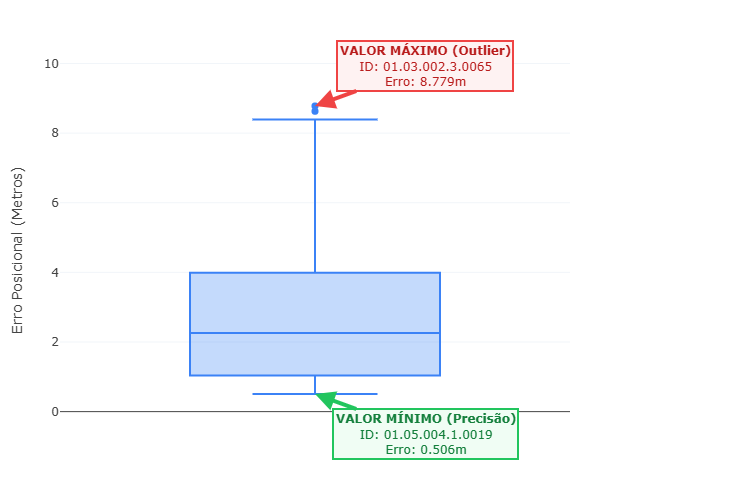 VALOR MÁXIMO (Outlier)
ID: 01.03.002.3.0065
Erro: 8.779m
10
8
6
4
2
0
Erro Posicional (Metros)
VALOR MÍNIMO (Precisão)
ID: 01.05.004.1.0019
Erro: 0.506m